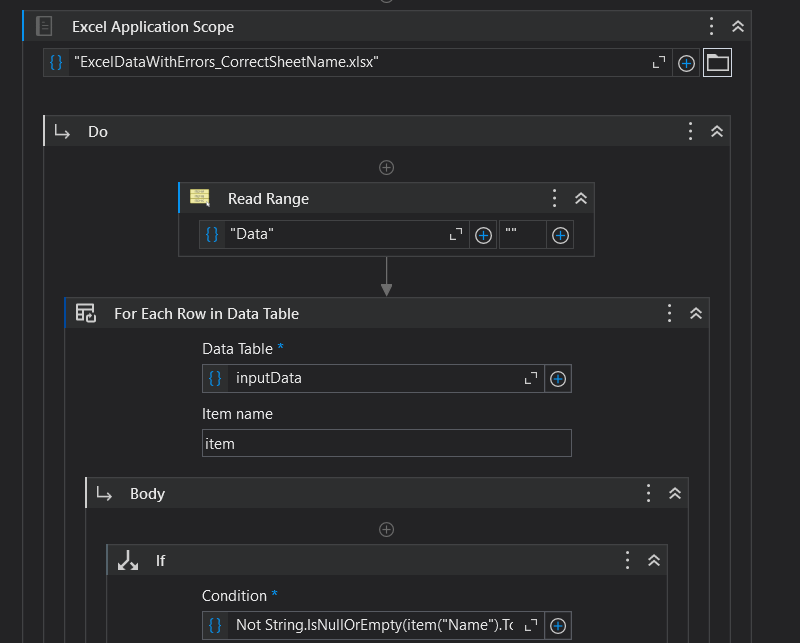 Excel Application Scope
"ExcelDataWithErrors_CorrectSheetName.xlsx"
Do
Read Range
"Data" ""
For Each Row in Data Table
Data Table *
inputData
Item name
item
Body
If
Condition *
Not String.IsNullOrEmpty(item("Name").Tc